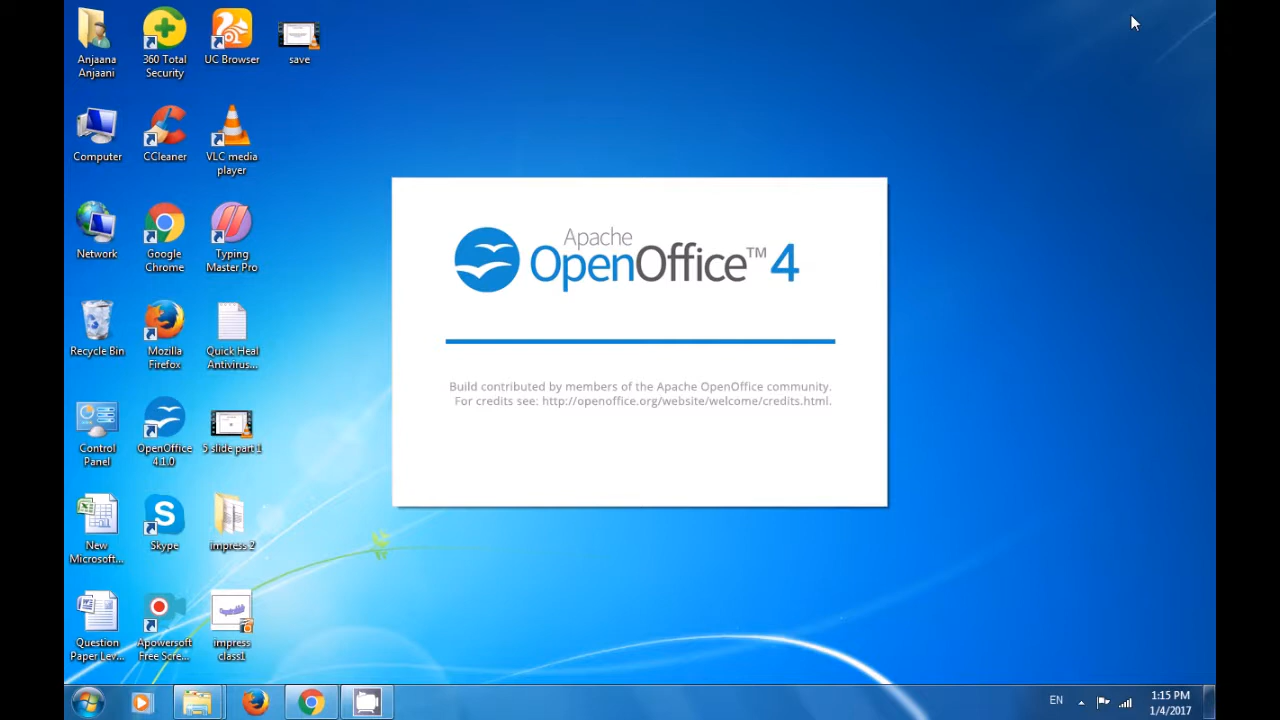 Anjaana
Anjaani
360 Total
Security
UC Browser
save
Computer
CCleaner
VLC media
player
Network
Google
Chrome
Typing
Master Pro
Recycle Bin
Mozilla
Firefox
Quick Heal
Antivirus...
Control
Panel
OpenOffice
4.1.0
5 slide part 1
New
Microsoft...
Skype
impress 2
Question
Paper Lev...
Apowersoft
Free Scre...
impress
class1
Apache
OpenOffice™ 4
Build contributed by members of the Apache OpenOffice community.
For credits see: http://openoffice.org/website/welcome/credits.html.
EN
1:15 PM
1/4/2017